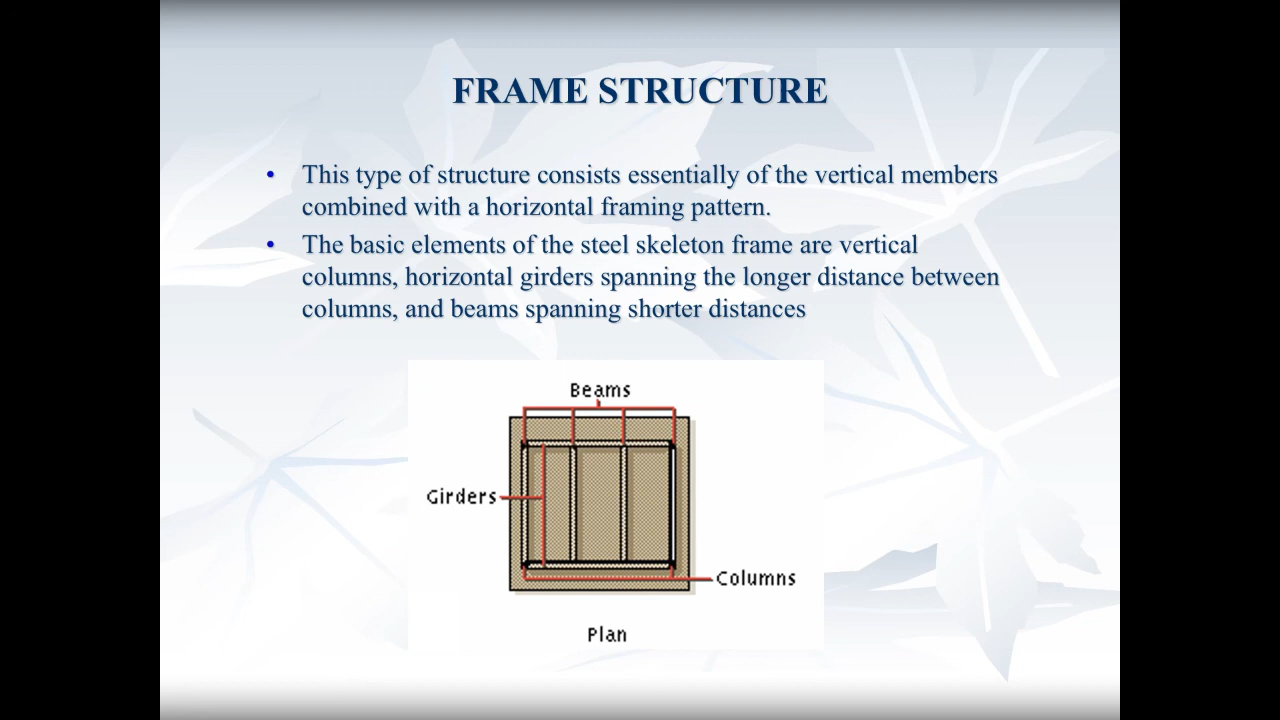 FRAME STRUCTURE
• This type of structure consists essentially of the vertical members
combined with a horizontal framing pattern.
• The basic elements of the steel skeleton frame are vertical
columns, horizontal girders spanning the longer distance between
columns, and beams spanning shorter distances
Beams
Girders
Columns
Plan